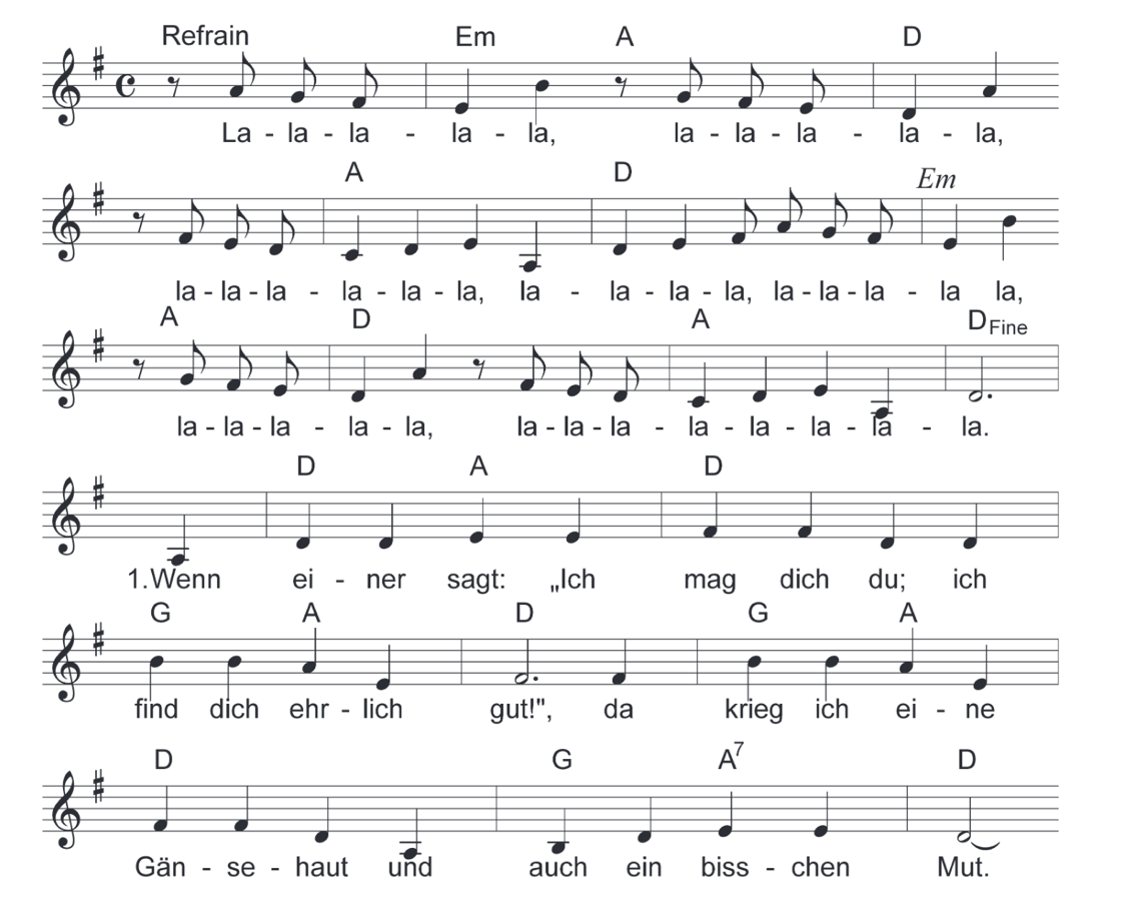 Refrain Em A D
La - la - la - la - la, la - la - la - la - la,
A D Em
la - la - la - la - la - la, la - la - la - la, la - la - la - la la,
A D A D Fine
la - la - la - la - la, la - la - la - la - la - la - la - la.
D A D
1. Wenn ei - ner sagt: „Ich mag dich du; ich
G A D G A
find dich ehr - lich gut!", da krieg ich ei - ne
D G A7 D
Gän - se - haut und auch ein biss - chen Mut.